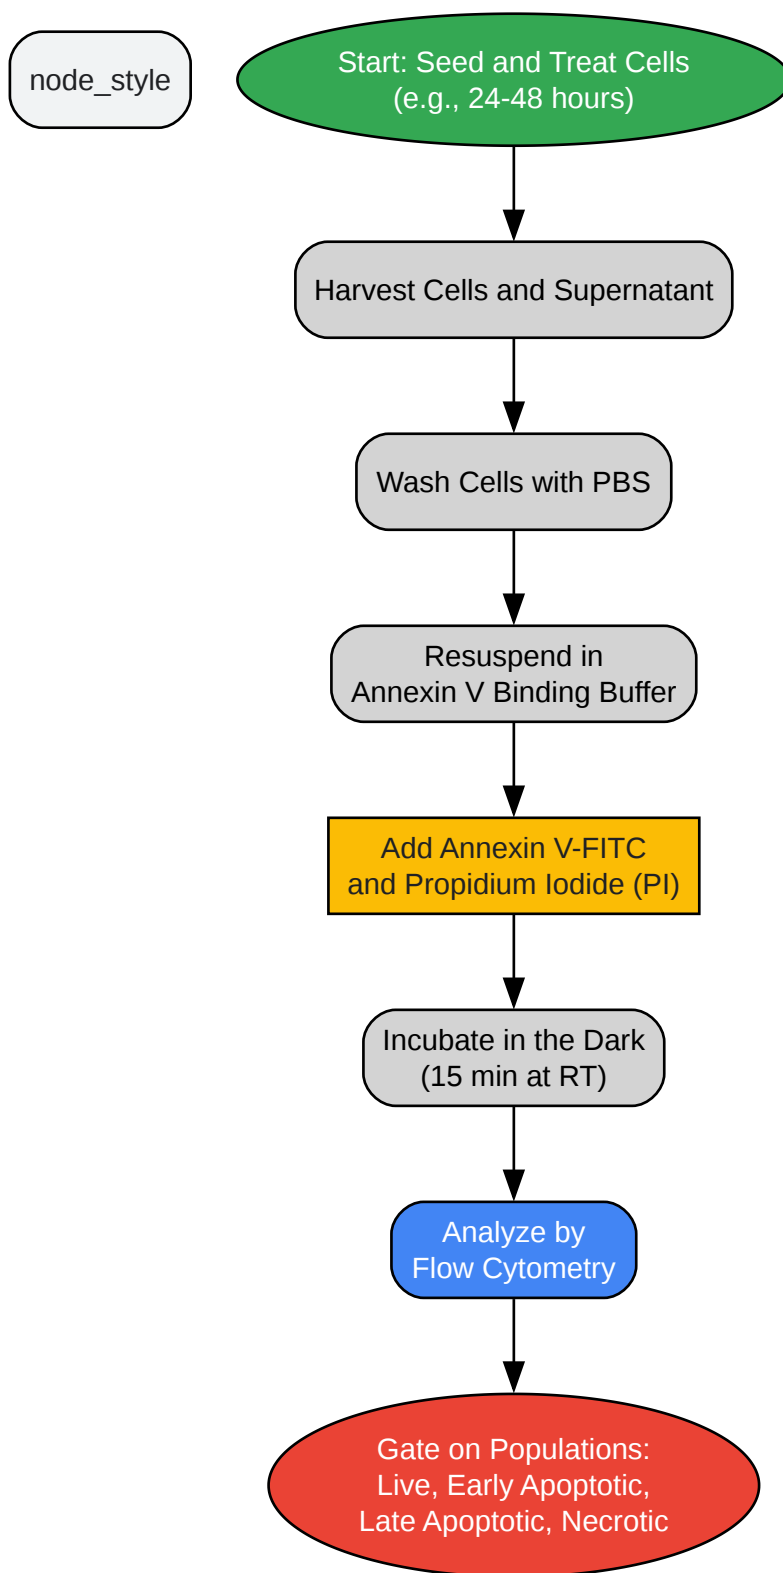 node_style
Start: Seed and Treat Cells
(e.g., 24-48 hours)
Harvest Cells and Supernatant
Wash Cells with PBS
Resuspend in
Annexin V Binding Buffer
Add Annexin V-FITC
and Propidium Iodide (PI)
Incubate in the Dark
(15 min at RT)
Analyze by
Flow Cytometry
Gate on Populations:
Live, Early Apoptotic,
Late Apoptotic, Necrotic